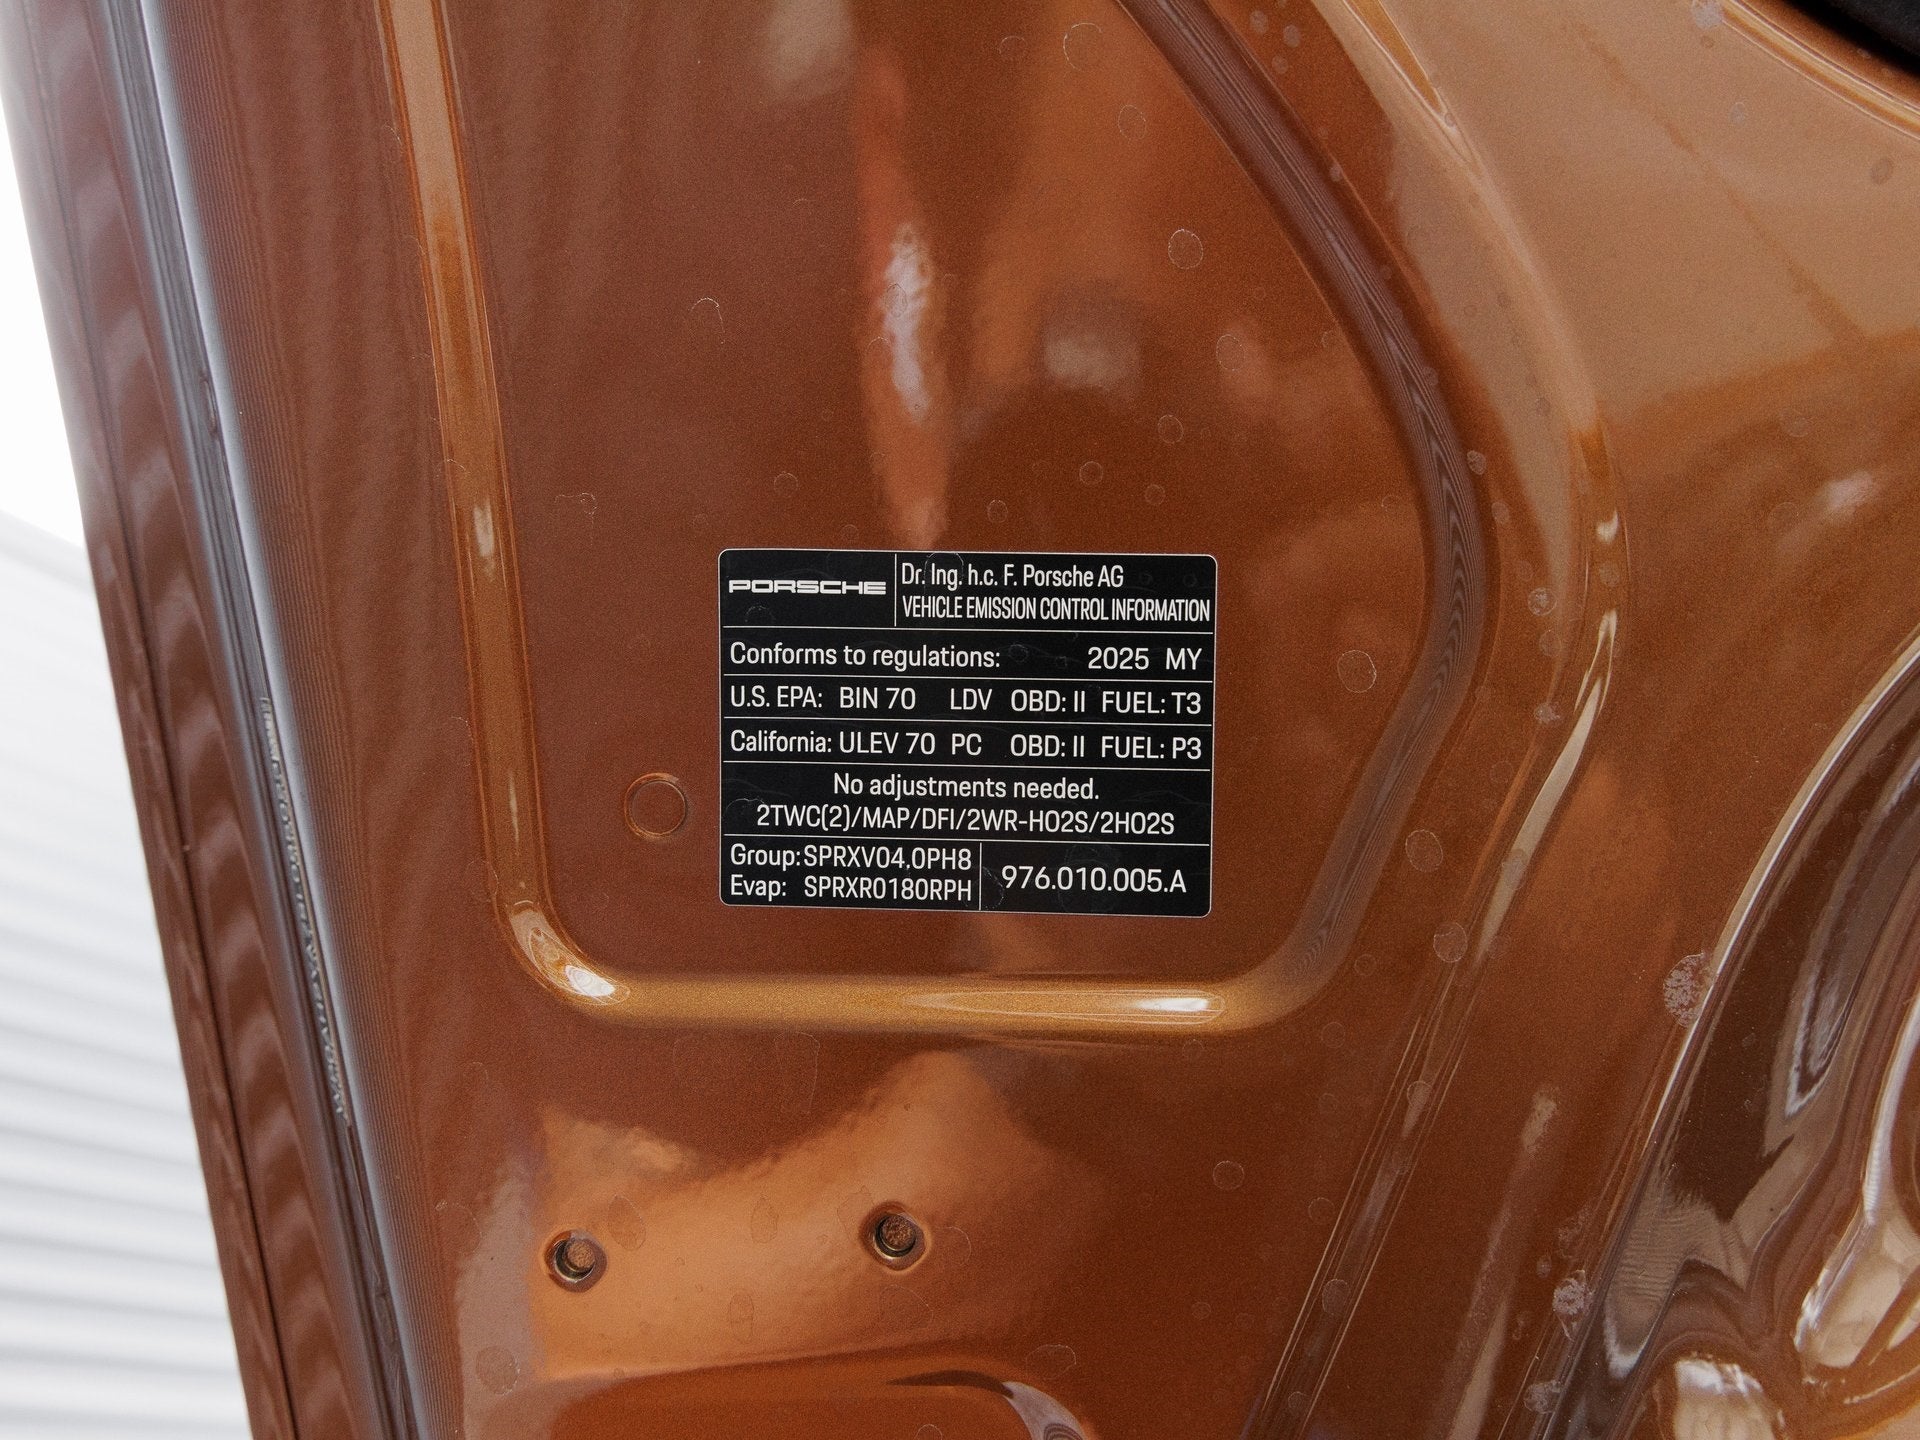 PORSCHE
Dr. Ing. h.c. F. Porsche AG
VEHICLE EMISSION CONTROL INFORMATION
Conforms to regulations: 2025 MY
U.S. EPA: BIN 70 LDV OBD: II FUEL: T3
California: ULEV 70 PC OBD: II FUEL: P3
No adjustments needed.
2TWC(2)/MAP/DFI/2WR-HO2S/2HO2S
Group: SPRXV04.0PH8
Evap: SPRXR0180RPH
976.010.005.A